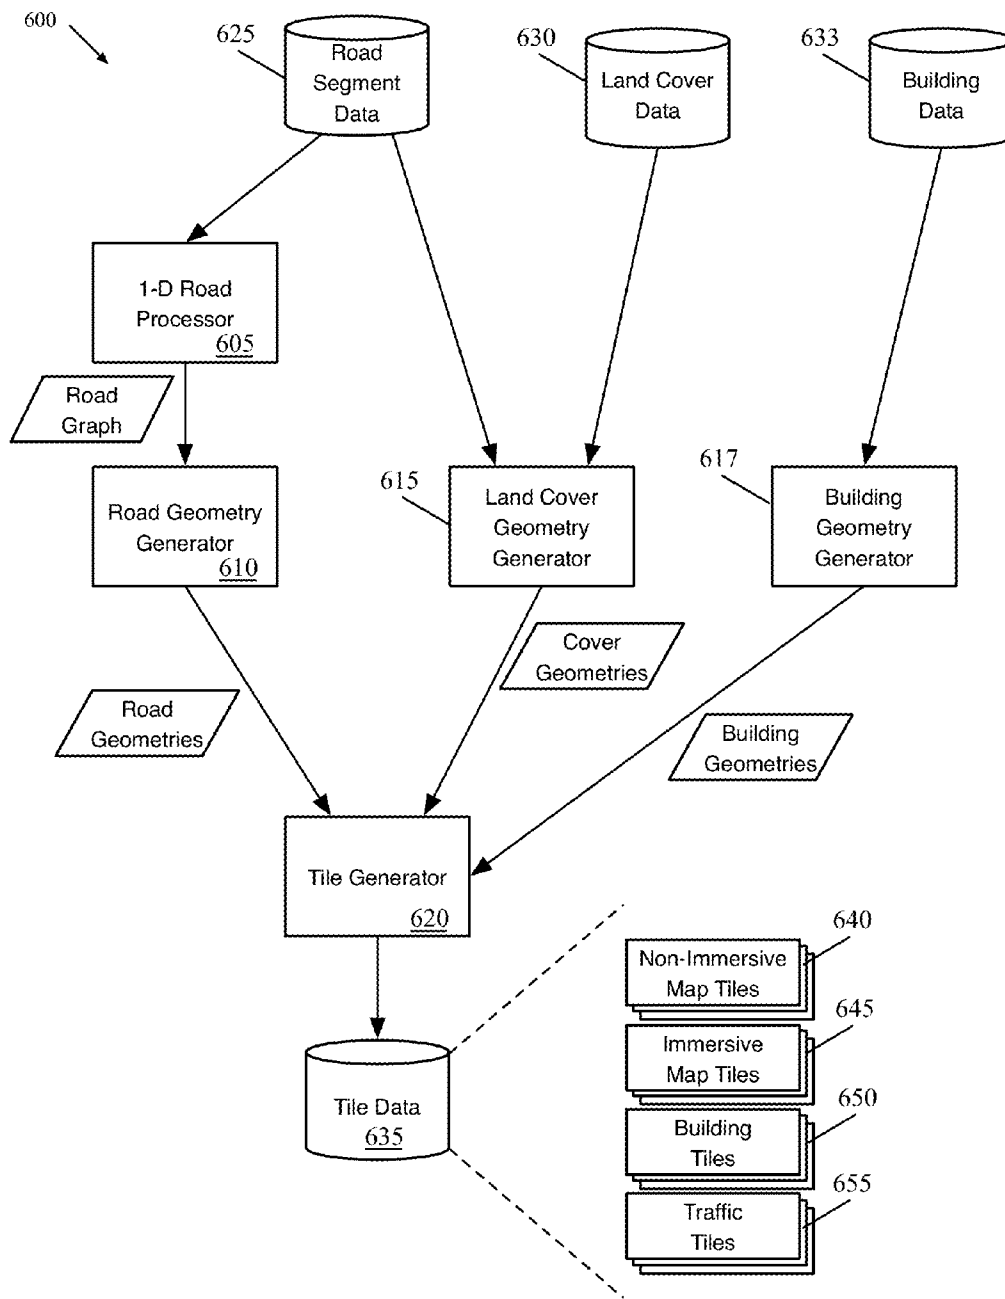 600
625
Road
Segment
Data
630
Land Cover
Data
633
Building
Data
1-D Road
Processor
605
Road
Graph
Road Geometry
Generator
610
615
Land Cover
Geometry
Generator
617
Building
Geometry
Generator
Cover
Geometries
Road
Geometries
Building
Geometries
Tile Generator
620
Tile Data
635
640
Non-Immersive
Map Tiles
645
Immersive
Map Tiles
650
Building
Tiles
655
Traffic
Tiles